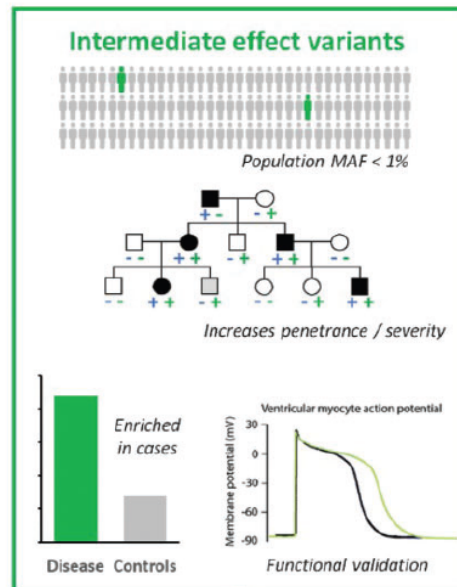 Intermediate effect variants
Population MAF < 1%
+ - - +
- - + + - + + + - -
- - + + - + - - - + + +
Increases penetrance / severity
Enriched
in cases
Disease Controls
Ventricular myocyte action potential
Membrane potential (mV)
30
0
-30
-60
-90
Functional validation